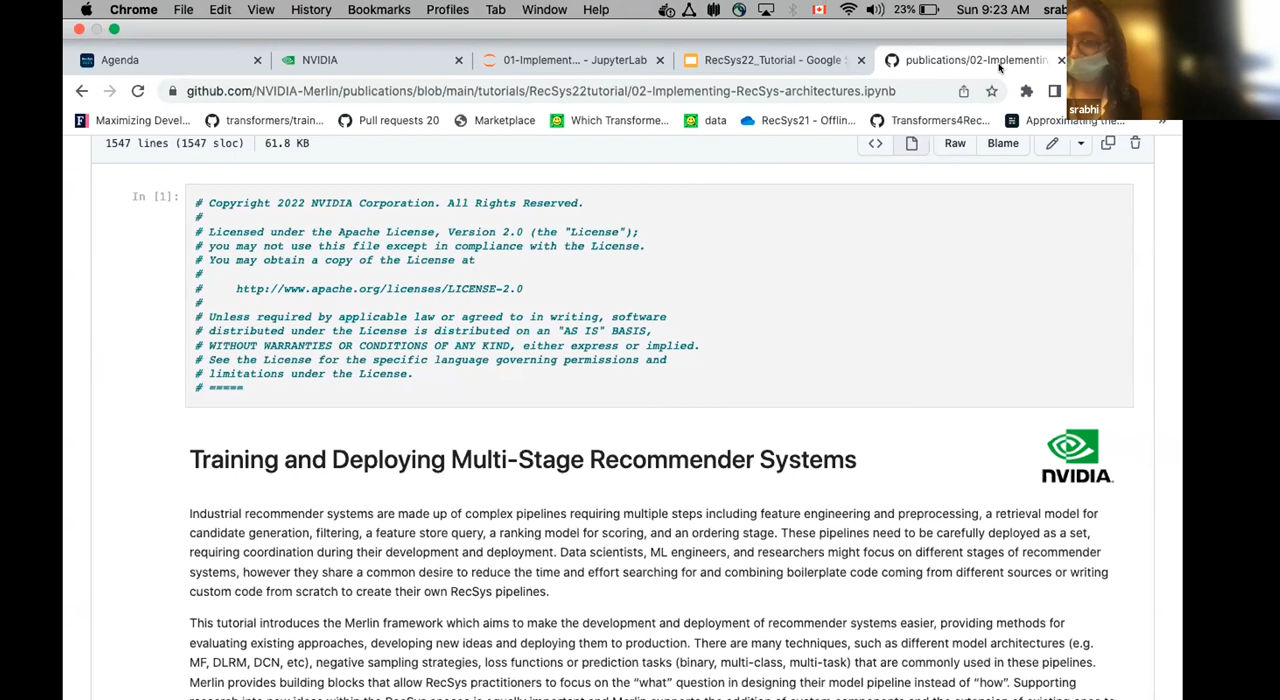 Chrome File Edit View History Bookmarks Profiles Tab Window Help 23% Sun 9:23 AM srab
Agenda NVIDIA 01-Implement... - JupyterLab RecSys22_Tutorial - Google publications/02-Implementin
github.com/NVIDIA-Merlin/publications/blob/main/tutorials/RecSys22tutorial/02-Implementing-RecSys-architectures.ipynb
srabhi
Maximizing Devel... transformers/train... Pull requests 20 Marketplace Which Transforme... data RecSys21 – Offlin... Transformers4Rec... Approximating the... »
1547 lines (1547 sloc) 61.8 KB <> Raw Blame
In [1]:
# Copyright 2022 NVIDIA Corporation. All Rights Reserved.
#
# Licensed under the Apache License, Version 2.0 (the "License");
# you may not use this file except in compliance with the License.
# You may obtain a copy of the License at
#
# http://www.apache.org/licenses/LICENSE-2.0
#
# Unless required by applicable law or agreed to in writing, software
# distributed under the License is distributed on an "AS IS" BASIS,
# WITHOUT WARRANTIES OR CONDITIONS OF ANY KIND, either express or implied.
# See the License for the specific language governing permissions and
# limitations under the License.
# =====
Training and Deploying Multi-Stage Recommender Systems
NVIDIA.
Industrial recommender systems are made up of complex pipelines requiring multiple steps including feature engineering and preprocessing, a retrieval model for
candidate generation, filtering, a feature store query, a ranking model for scoring, and an ordering stage. These pipelines need to be carefully deployed as a set,
requiring coordination during their development and deployment. Data scientists, ML engineers, and researchers might focus on different stages of recommender
systems, however they share a common desire to reduce the time and effort searching for and combining boilerplate code coming from different sources or writing
custom code from scratch to create their own RecSys pipelines.
This tutorial introduces the Merlin framework which aims to make the development and deployment of recommender systems easier, providing methods for
evaluating existing approaches, developing new ideas and deploying them to production. There are many techniques, such as different model architectures (e.g.
MF, DLRM, DCN, etc), negative sampling strategies, loss functions or prediction tasks (binary, multi-class, multi-task) that are commonly used in these pipelines.
Merlin provides building blocks that allow RecSys practitioners to focus on the “what” question in designing their model pipeline instead of “how”. Supporting